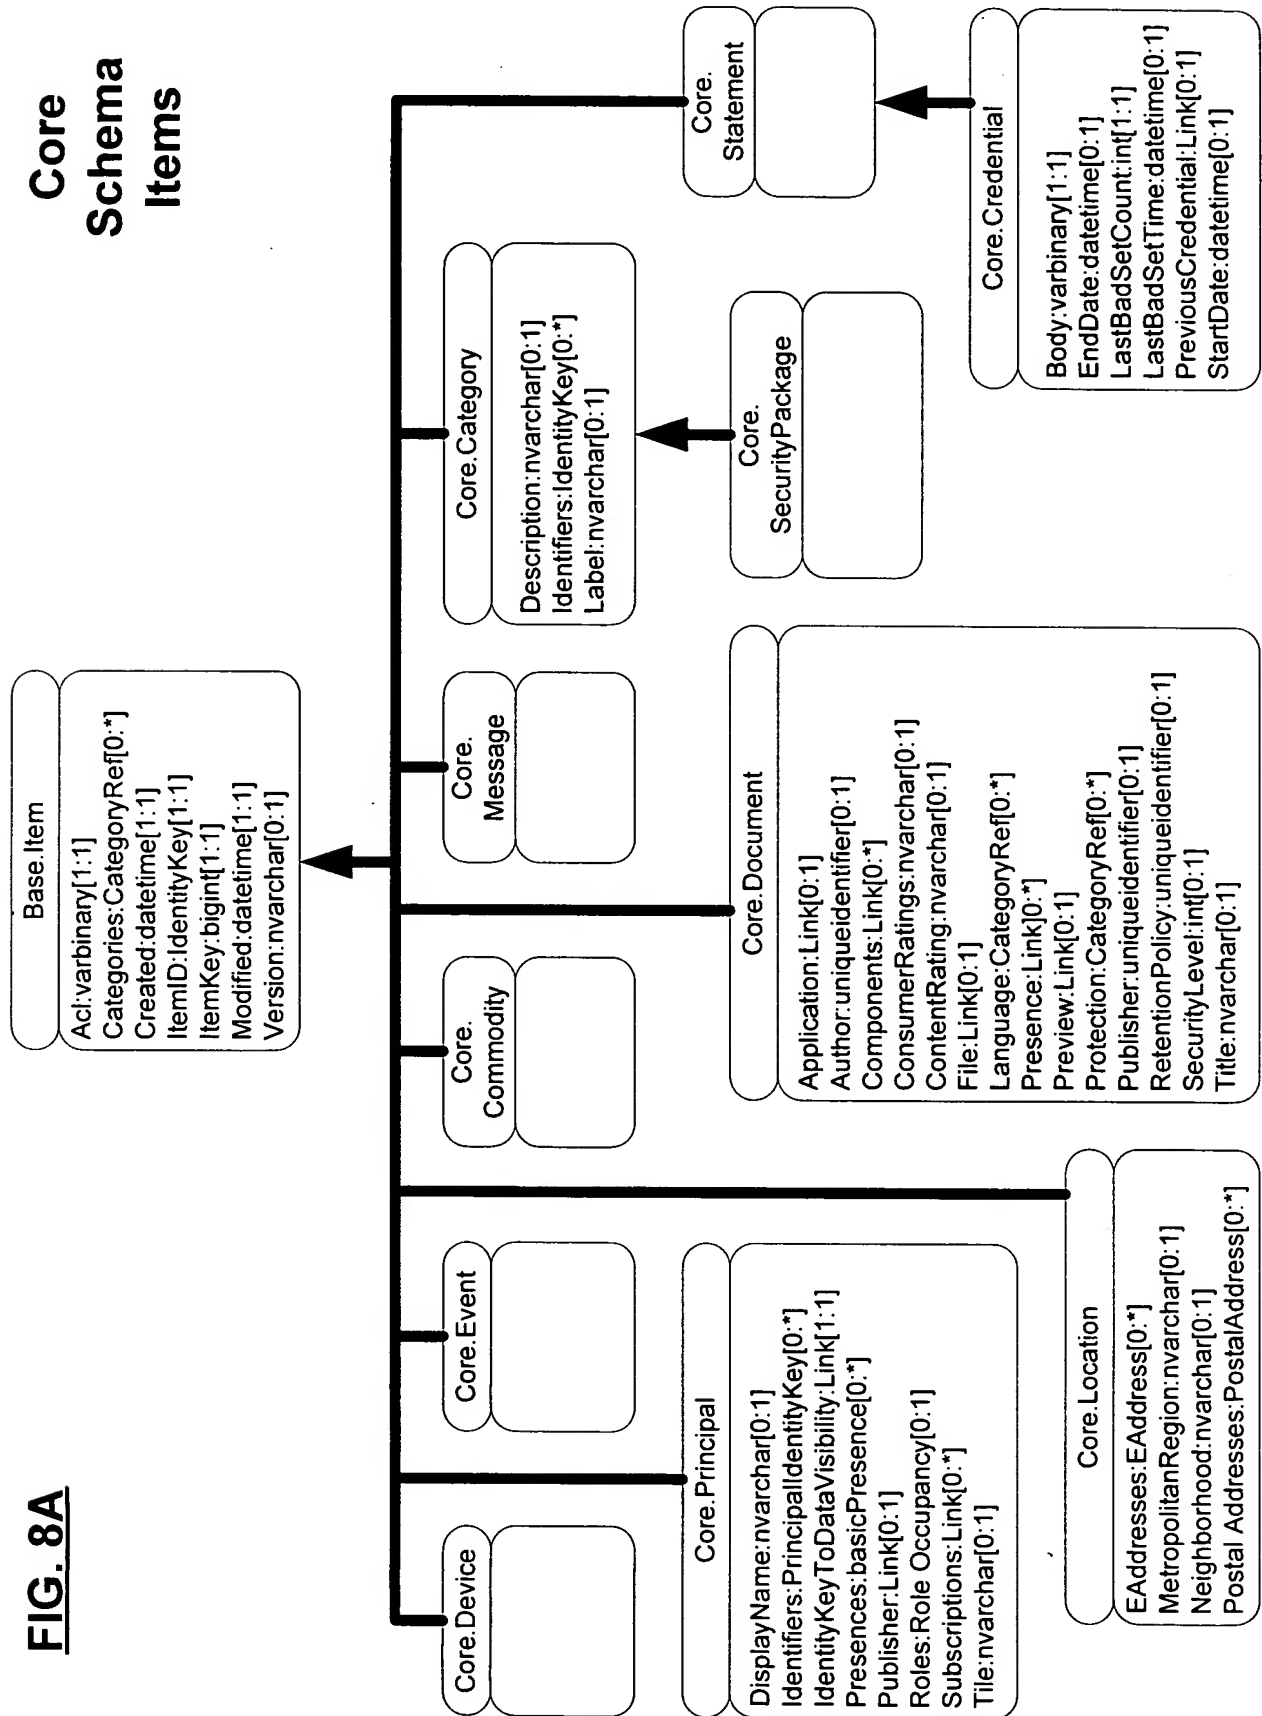 FIG. 8A
Core
Schema
Items
Base.Item
Acl:varbinary[1:1]
Categories:CategoryRef[0:*]
Created:datetime[1:1]
ItemID:IdentityKey[1:1]
ItemKey:bigint[1:1]
Modified:datetime[1:1]
Version:nvarchar[0:1]
Core.Device
Core.Event
Core.
Commodity
Core.
Message
Core.Category
Description:nvarchar[0:1]
Identifiers:IdentityKey[0:*]
Label:nvarchar[0:1]
Core.Principal
DisplayName:nvarchar[0:1]
Identifiers:PrincipalIdentityKey[0:*]
IdentityKeyToDataVisibility:Link[1:1]
Presences:basicPresence[0:*]
Publisher:Link[0:1]
Roles:Role Occupancy[0:1]
Subscriptions:Link[0:*]
Tile:nvarchar[0:1]
Core.
Statement
Core.Document
Application:Link[0:1]
Author:uniqueidentifier[0:1]
Components:Link[0:*]
ConsumerRatings:nvarchar[0:1]
ContentRating:nvarchar[0:1]
File:Link[0:1]
Language:CategoryRef[0:*]
Presence:Link]0:*]
Preview:Link[0:1]
Protection:CategoryRef[0:*]
Publisher:uniqueidentifier[0:1]
RetentionPolicy:uniqueidentifier[0:1]
SecurityLevel:int[0:1]
Title:nvarchar[0:1]
Core.
SecurityPackage
Core.Location
EAddresses:EAddress[0:*]
MetropolitanRegion:nvarchar[0:1]
Neighborhood:nvarchar[0:1]
Postal Addresses:PostalAddress[0:*]
Core.Credential
Body:varbinary[1:1]
EndDate:datetime[0:1]
LastBadSetCount:int[1:1]
LastBadSetTime:datetime[0:1]
PreviousCredential:Link[0:1]
StartDate:datetime[0:1]